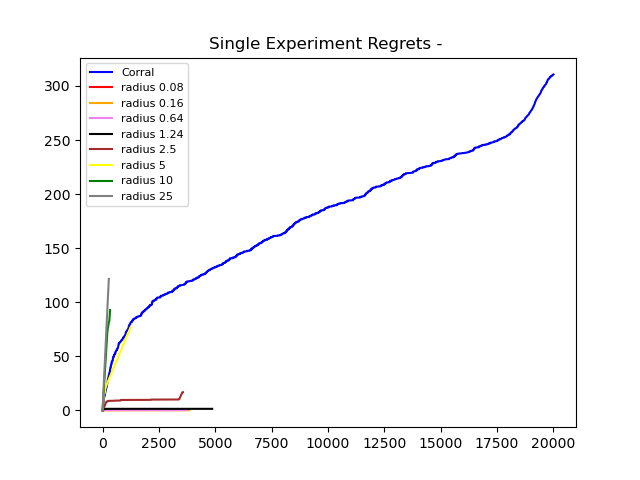 Single Experiment Regrets -
300
250
200
150
100
50
0
Corral
radius 0.08
radius 0.16
radius 0.64
radius 1.24
radius 2.5
radius 5
radius 10
radius 25
0 2500 5000 7500 10000 12500 15000 17500 20000